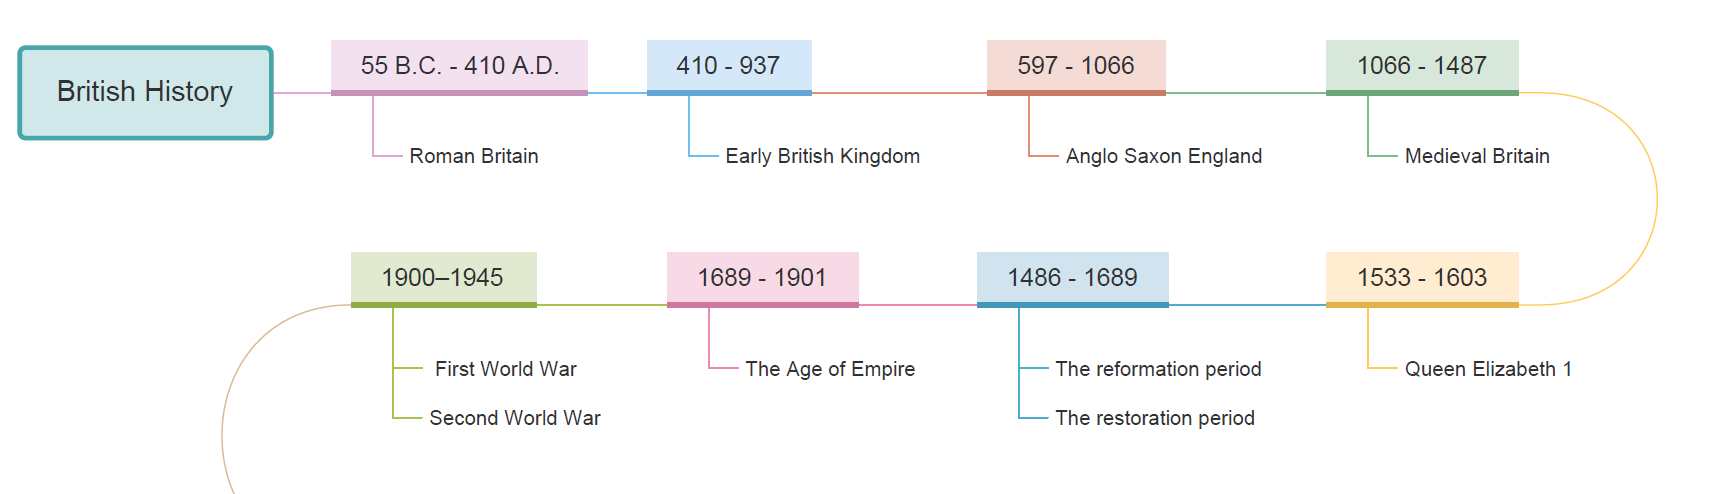 British History
55 B.C. - 410 A.D.
Roman Britain
410 - 937
Early British Kingdom
597 - 1066
Anglo Saxon England
1066 - 1487
Medieval Britain
1533 - 1603
Queen Elizabeth 1
1486 - 1689
The reformation period
The restoration period
1689 - 1901
The Age of Empire
1900–1945
First World War
Second World War